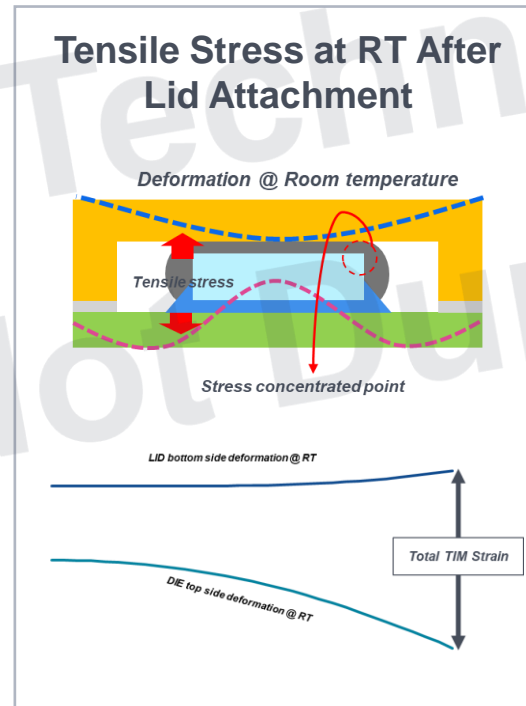 Tensile Stress at RT After
Lid Attachment
Deformation @ Room temperature
Tensile stress
Stress concentrated point
LID bottom side deformation @ RT
Total TIM Strain
DIE top side deformation @ RT